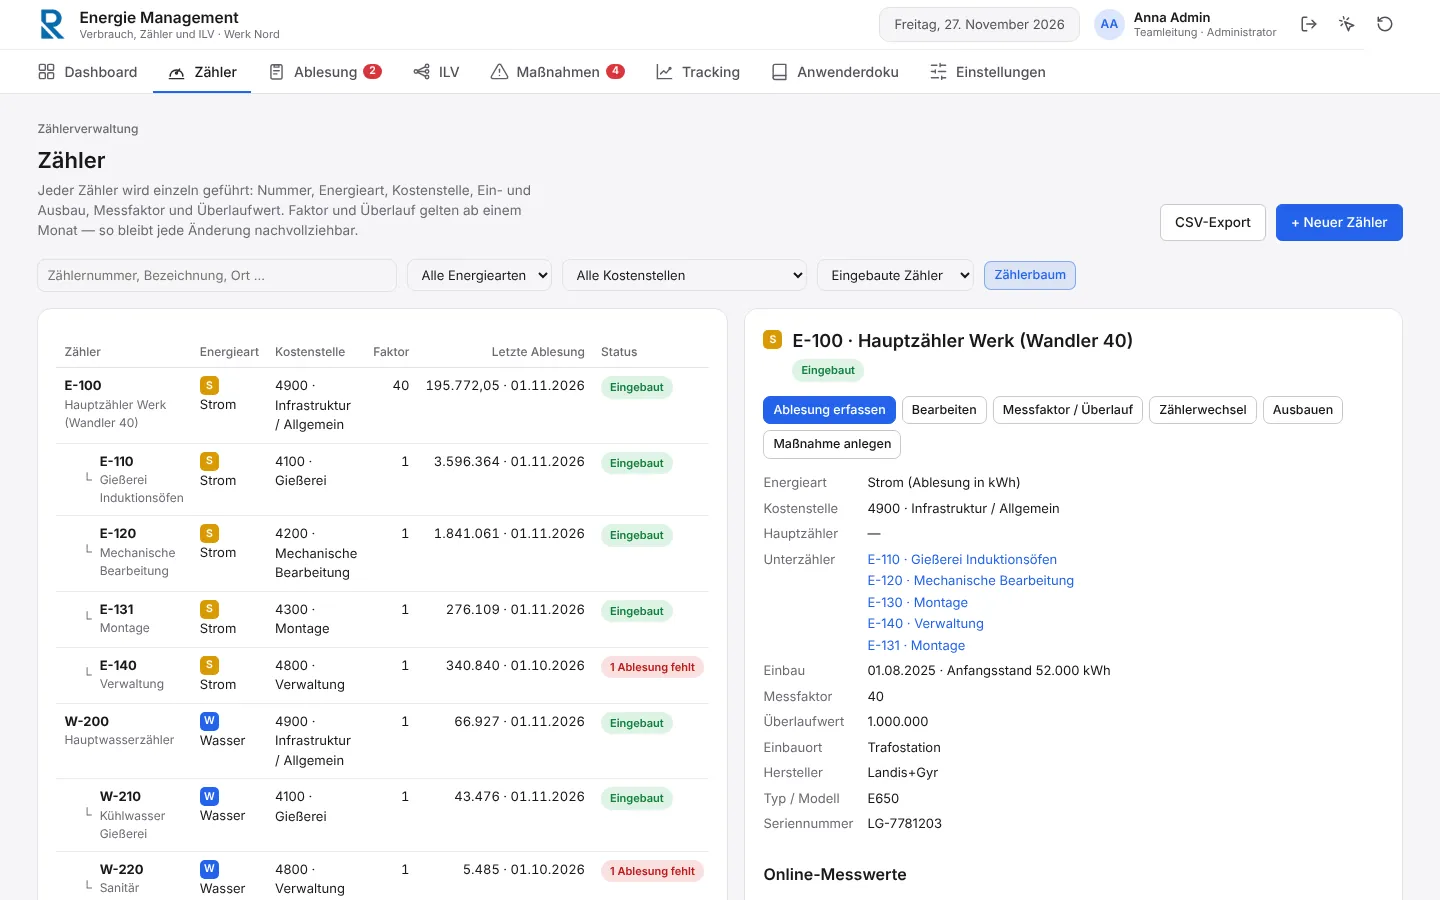 Energie Management
Verbrauch, Zähler und ILV · Werk Nord
Freitag, 27. November 2026
AA
Anna Admin
Teamleitung · Administrator
Dashboard
Zähler
Ablesung 2
ILV
Maßnahmen 4
Tracking
Anwenderdoku
Einstellungen
Zählerverwaltung
Zähler
Jeder Zähler wird einzeln geführt: Nummer, Energieart, Kostenstelle, Ein- und
Ausbau, Messfaktor und Überlaufwert. Faktor und Überlauf gelten ab einem
Monat — so bleibt jede Änderung nachvollziehbar.
CSV-Export
+ Neuer Zähler
Zählernummer, Bezeichnung, Ort ...
Alle Energiearten
Alle Kostenstellen
Eingebaute Zähler
Zählerbaum
Zähler Energieart Kostenstelle Faktor Letzte Ablesung Status
E-100 S 4900 · 40 195.772,05 · 01.11.2026 Eingebaut
Hauptzähler Werk Strom Infrastruktur
(Wandler 40) / Allgemein
E-110 S 4100 · 1 3.596.364 · 01.11.2026 Eingebaut
Gießerei Strom Gießerei
Induktionsöfen
E-120 S 4200 · 1 1.841.061 · 01.11.2026 Eingebaut
Mechanische Strom Mechanische
Bearbeitung Bearbeitung
E-131 S 4300 · 1 276.109 · 01.11.2026 Eingebaut
Montage Strom Montage
E-140 S 4800 · 1 340.840 · 01.10.2026 1 Ablesung fehlt
Verwaltung Strom Verwaltung
W-200 W 4900 · 1 66.927 · 01.11.2026 Eingebaut
Hauptwasserzähler Wasser Infrastruktur
/ Allgemein
W-210 W 4100 · 1 43.476 · 01.11.2026 Eingebaut
Kühlwasser Wasser Gießerei
Gießerei
W-220 W 4800 · 1 5.485 · 01.10.2026 1 Ablesung fehlt
Sanitär Wasser Verwaltung
S E-100 · Hauptzähler Werk (Wandler 40)
Eingebaut
Ablesung erfassen
Bearbeiten
Messfaktor / Überlauf
Zählerwechsel
Ausbauen
Maßnahme anlegen
Energieart Strom (Ablesung in kWh)
Kostenstelle 4900 · Infrastruktur / Allgemein
Hauptzähler —
Unterzähler E-110 · Gießerei Induktionsöfen
E-120 · Mechanische Bearbeitung
E-130 · Montage
E-140 · Verwaltung
E-131 · Montage
Einbau 01.08.2025 · Anfangsstand 52.000 kWh
Messfaktor 40
Überlaufwert 1.000.000
Einbauort Trafostation
Hersteller Landis+Gyr
Typ / Modell E650
Seriennummer LG-7781203
Online-Messwerte